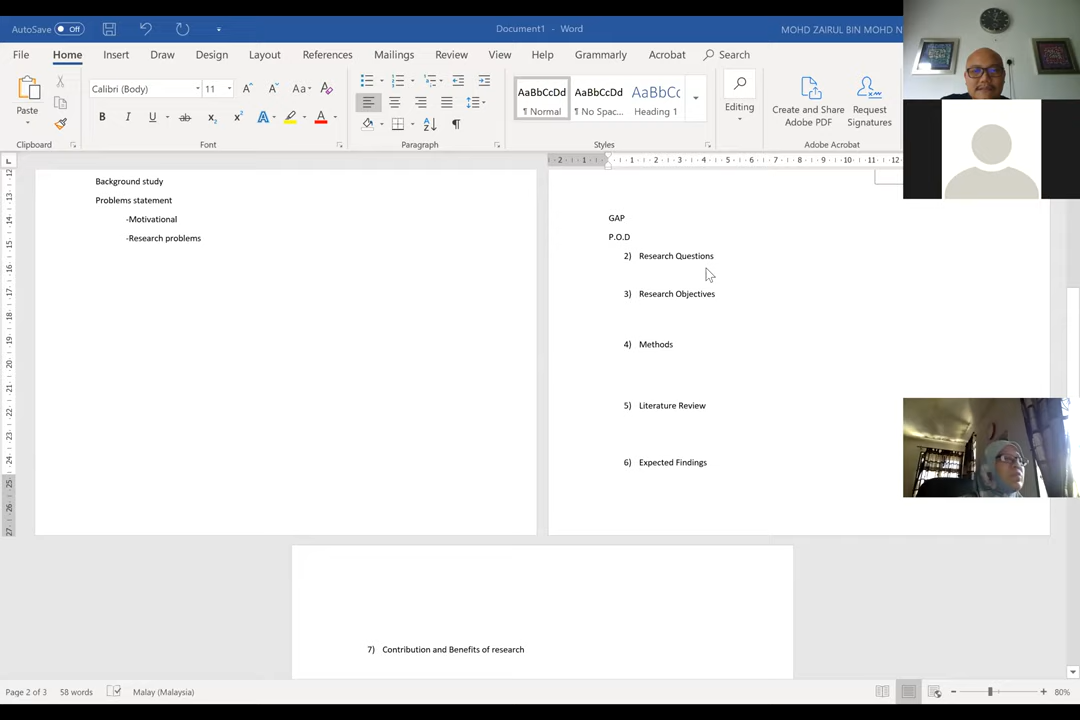 AutoSave Off
Document1 - Word
MOHD ZAIRUL BIN MOHD N
File Home Insert Draw Design Layout References Mailings Review View Help Grammarly Acrobat Search
Paste
Calibri (Body) 11
Aa
B I U ab x₂ x² A A
AaBbCcDd AaBbCcDd AaBbCc
¶ Normal ¶ No Spac... Heading 1
Editing
Create and Share
Adobe PDF
Request
Signatures
Clipboard Font Paragraph Styles Adobe Acrobat
Background study
Problems statement
-Motivational
-Research problems
GAP
P.O.D
2) Research Questions
3) Research Objectives
4) Methods
5) Literature Review
6) Expected Findings
7) Contribution and Benefits of research
Page 2 of 3 58 words Malay (Malaysia) 80%